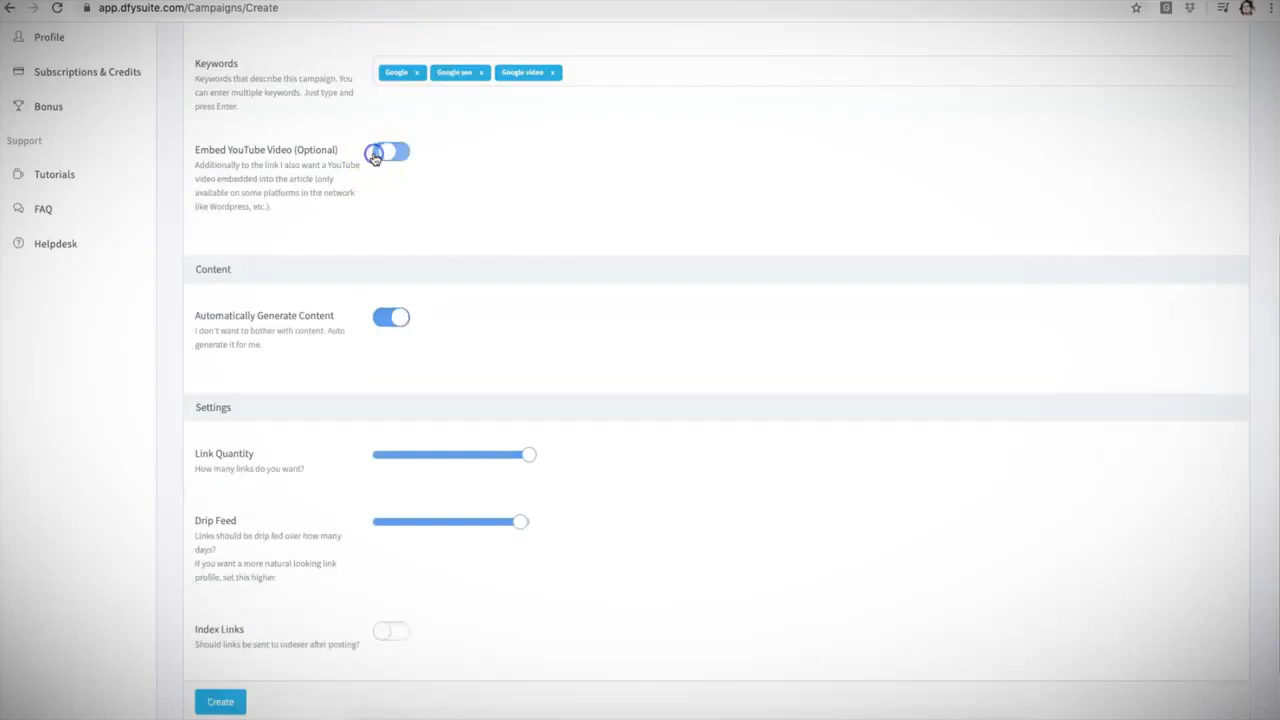 app.dfysuite.com/Campaigns/Create
Profile
Subscriptions & Credits
Bonus
Support
Tutorials
FAQ
Helpdesk
Keywords
Keywords that describe this campaign. You
can enter multiple keywords. Just type and
press Enter.
Google x
Google seo x
Google video x
Embed YouTube Video (Optional)
Additionally to the link I also want a YouTube
video embedded into the article (only
available on some platforms in the network
like Wordpress, etc.).
Content
Automatically Generate Content
I don't want to bother with content. Auto
generate it for me.
Settings
Link Quantity
How many links do you want?
Drip Feed
Links should be drip fed over how many
days?
If you want a more natural looking link
profile, set this higher.
Index Links
Should links be sent to indexer after posting?
Create